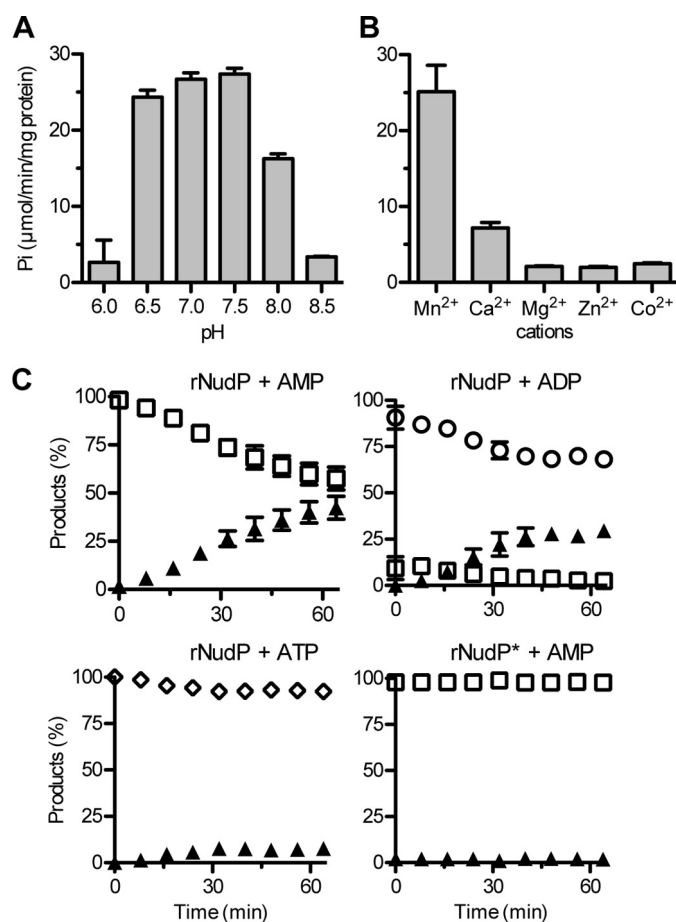 A
B
Pi (µmol/min/mg protein)
30
20
10
0
6.0 6.5 7.0 7.5 8.0 8.5
pH
30
20
10
0
Mn²⁺ Ca²⁺ Mg²⁺ Zn²⁺ Co²⁺
cations
C
rNudP + AMP
Products (%)
100
75
50
25
0
0 30 60
rNudP + ADP
100
75
50
25
0
0 30 60
rNudP + ATP
Products (%)
100
75
50
25
0
0 30 60
Time (min)
rNudP* + AMP
100
75
50
25
0
0 30 60
Time (min)